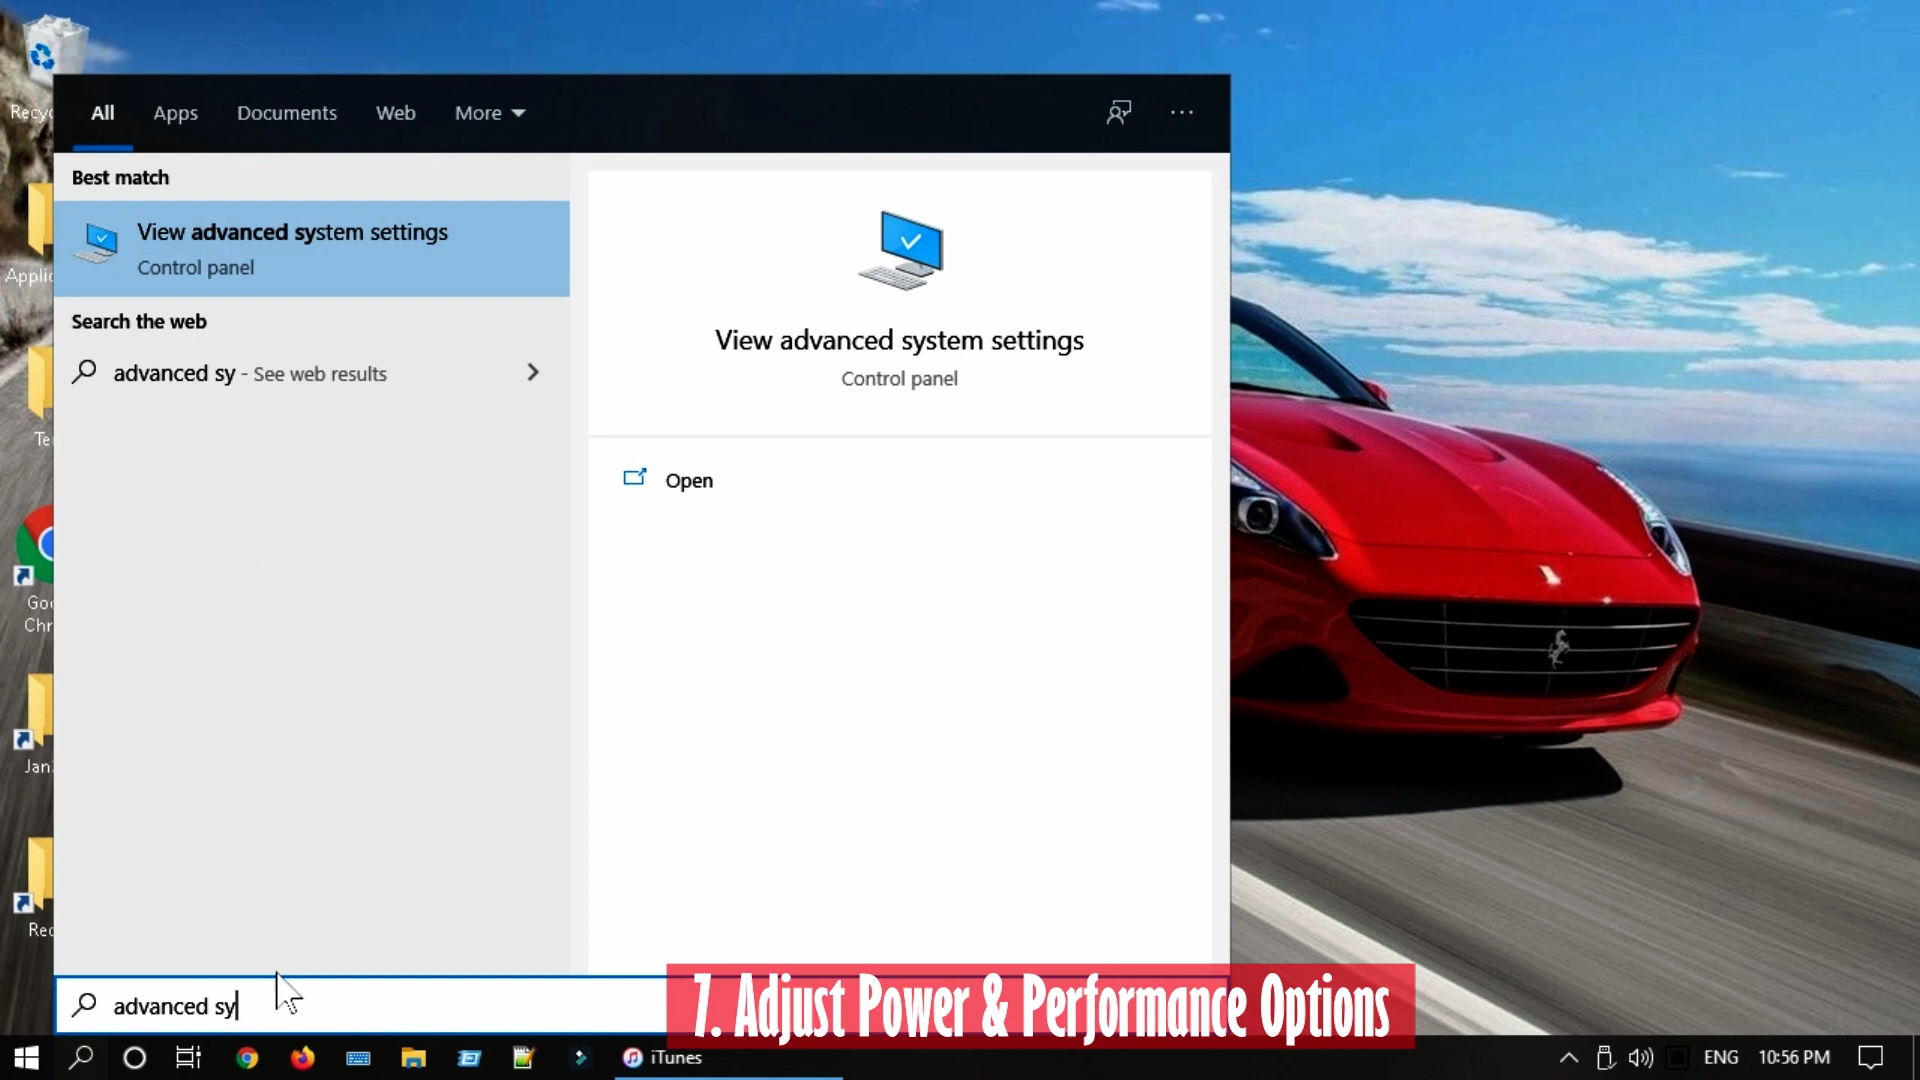 All Apps Documents Web More
Best match
View advanced system settings
Control panel
Search the web
advanced sy - See web results
View advanced system settings
Control panel
Open
advanced sy
7. Adjust Power & Performance Options
iTunes
ENG 10:56 PM